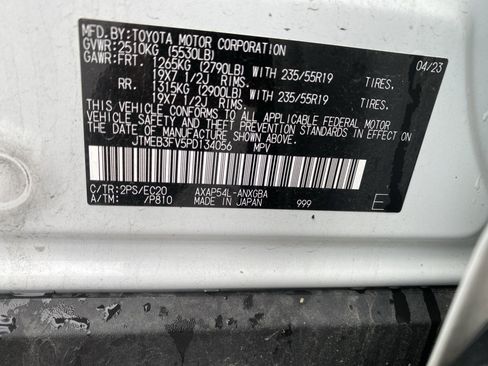 MFD.BY:TOYOTA MOTOR CORPORATION 04/23
GVWR:2510KG (5530LB)
GAWR:FRT. 1265KG (2790LB) WITH 235/55R19 TIRES.
19X7 1/2J RIMS.
RR. 1315KG (2900LB) WITH 235/55R19 TIRES.
19X7 1/2J RIMS.
THIS VEHICLE CONFORMS TO ALL APPLICABLE FEDERAL MOTOR
VEHICLE SAFETY AND THEFT PREVENTION STANDARDS IN EFFECT
ON THE DATE OF MANUFACTURE SHOWN ABOVE.
JTMEB3FV5PD134056 MPV
C/TR:2PS/EC20 AXAP54L-ANXGBA
A/TM: /P810 MADE IN JAPAN 999 E